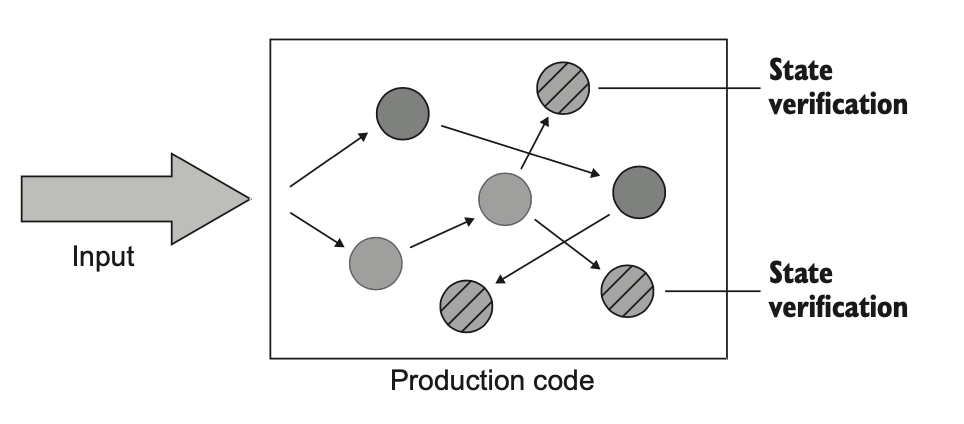 State
verification
Input
State
verification
Production code